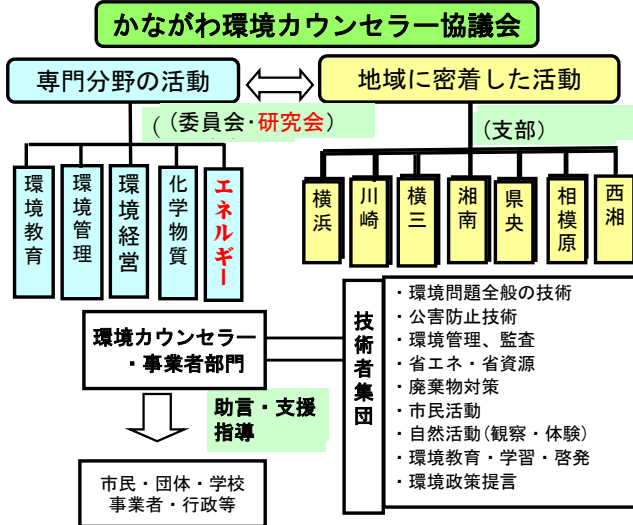 かながわ環境カウンセラー協議会
専門分野の活動
地域に密着した活動
( (委員会・研究会)
(支部)
環境教育
環境管理
環境経営
化学物質
エネルギー
横浜
川崎
横三
湘南
県央
相模原
西湘
環境カウンセラー
・事業者部門
技術者集団
・環境問題全般の技術
・公害防止技術
・環境管理、監査
・省エネ・省資源
・廃棄物対策
・市民活動
・自然活動(観察・体験)
・環境教育・学習・啓発
・環境政策提言
助言・支援
指導
市民・団体・学校
事業者・行政等